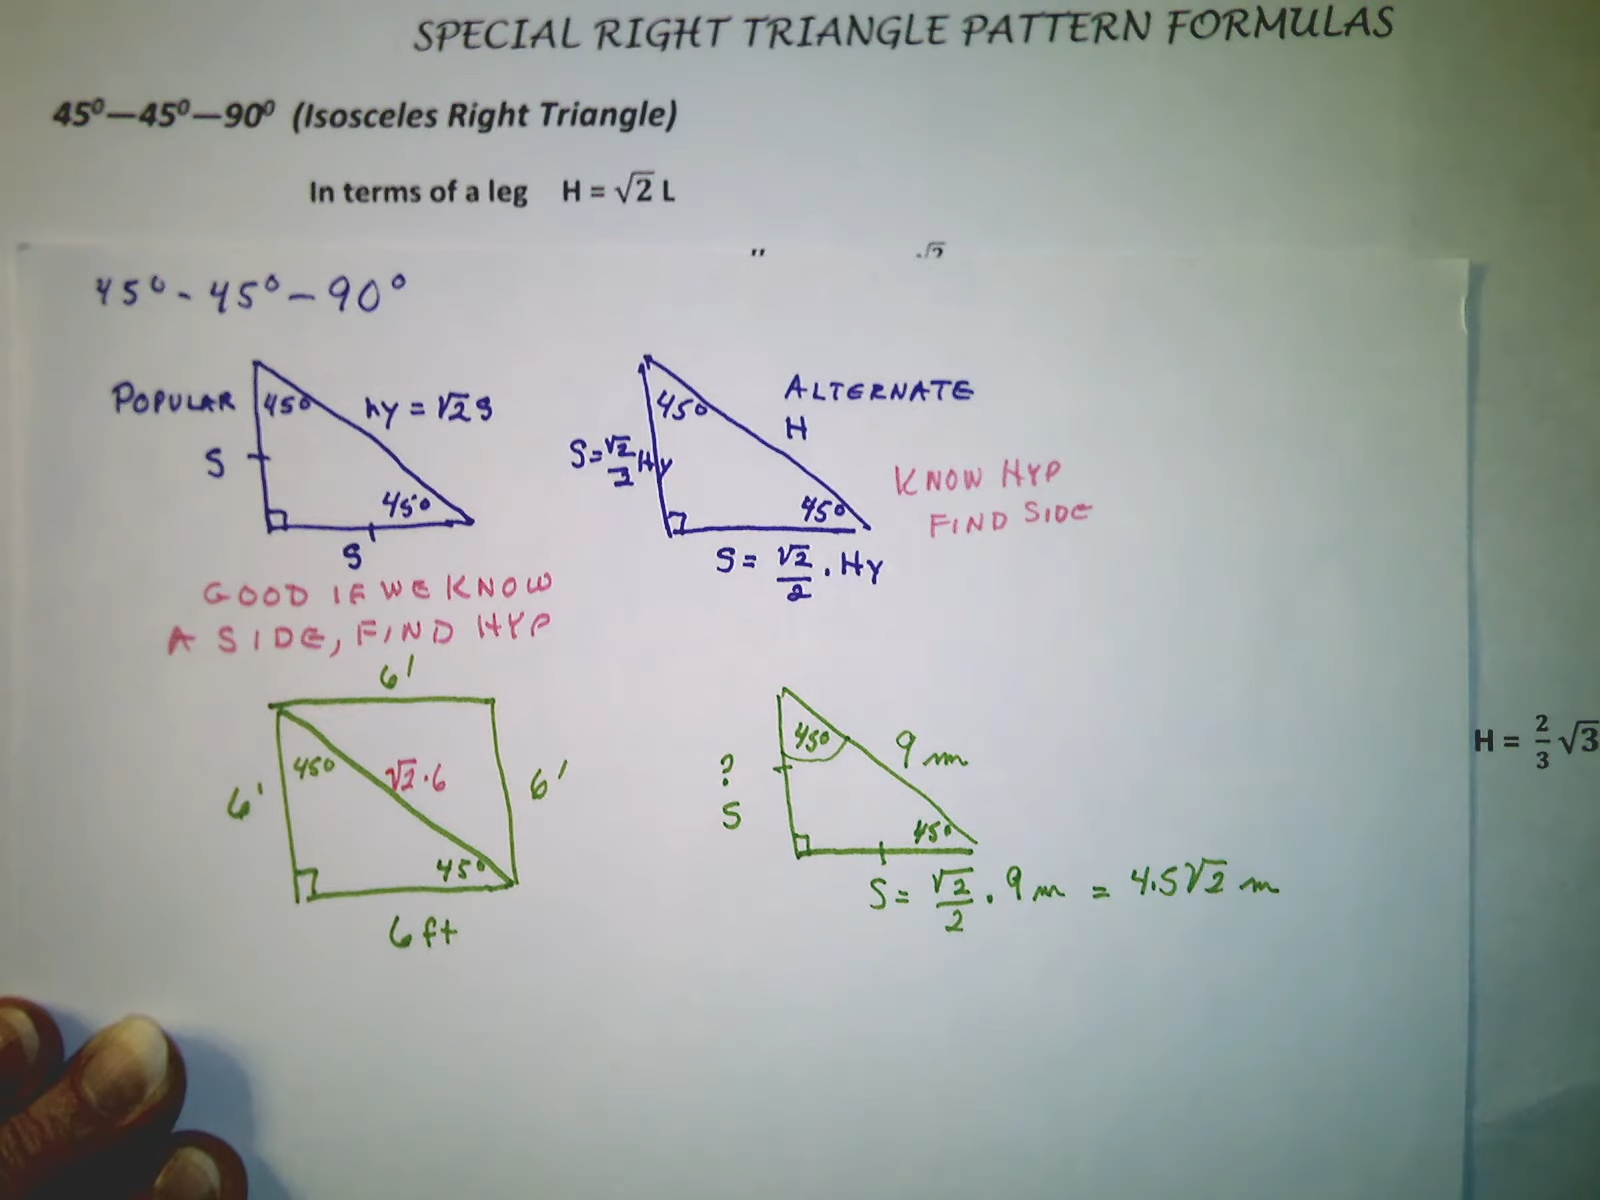 SPECIAL RIGHT TRIANGLE PATTERN FORMULAS
45⁰—45⁰—90⁰ (Isosceles Right Triangle)
In terms of a leg H = √2 L
45° - 45° - 90°
POPULAR
45°
hy = √2 S
S
45°
S
GOOD IF WE KNOW
A SIDE, FIND HYP
ALTERNATE
45°
H
S = √2/2 Hy
45°
S = √2/2 . Hy
KNOW HYP
FIND SIDE
6'
45°
√2 · 6
6'
6'
45°
6 ft
45°
9 m
?
S
45°
S = √2/2 . 9 m = 4.5√2 m
H = 2/3 √3